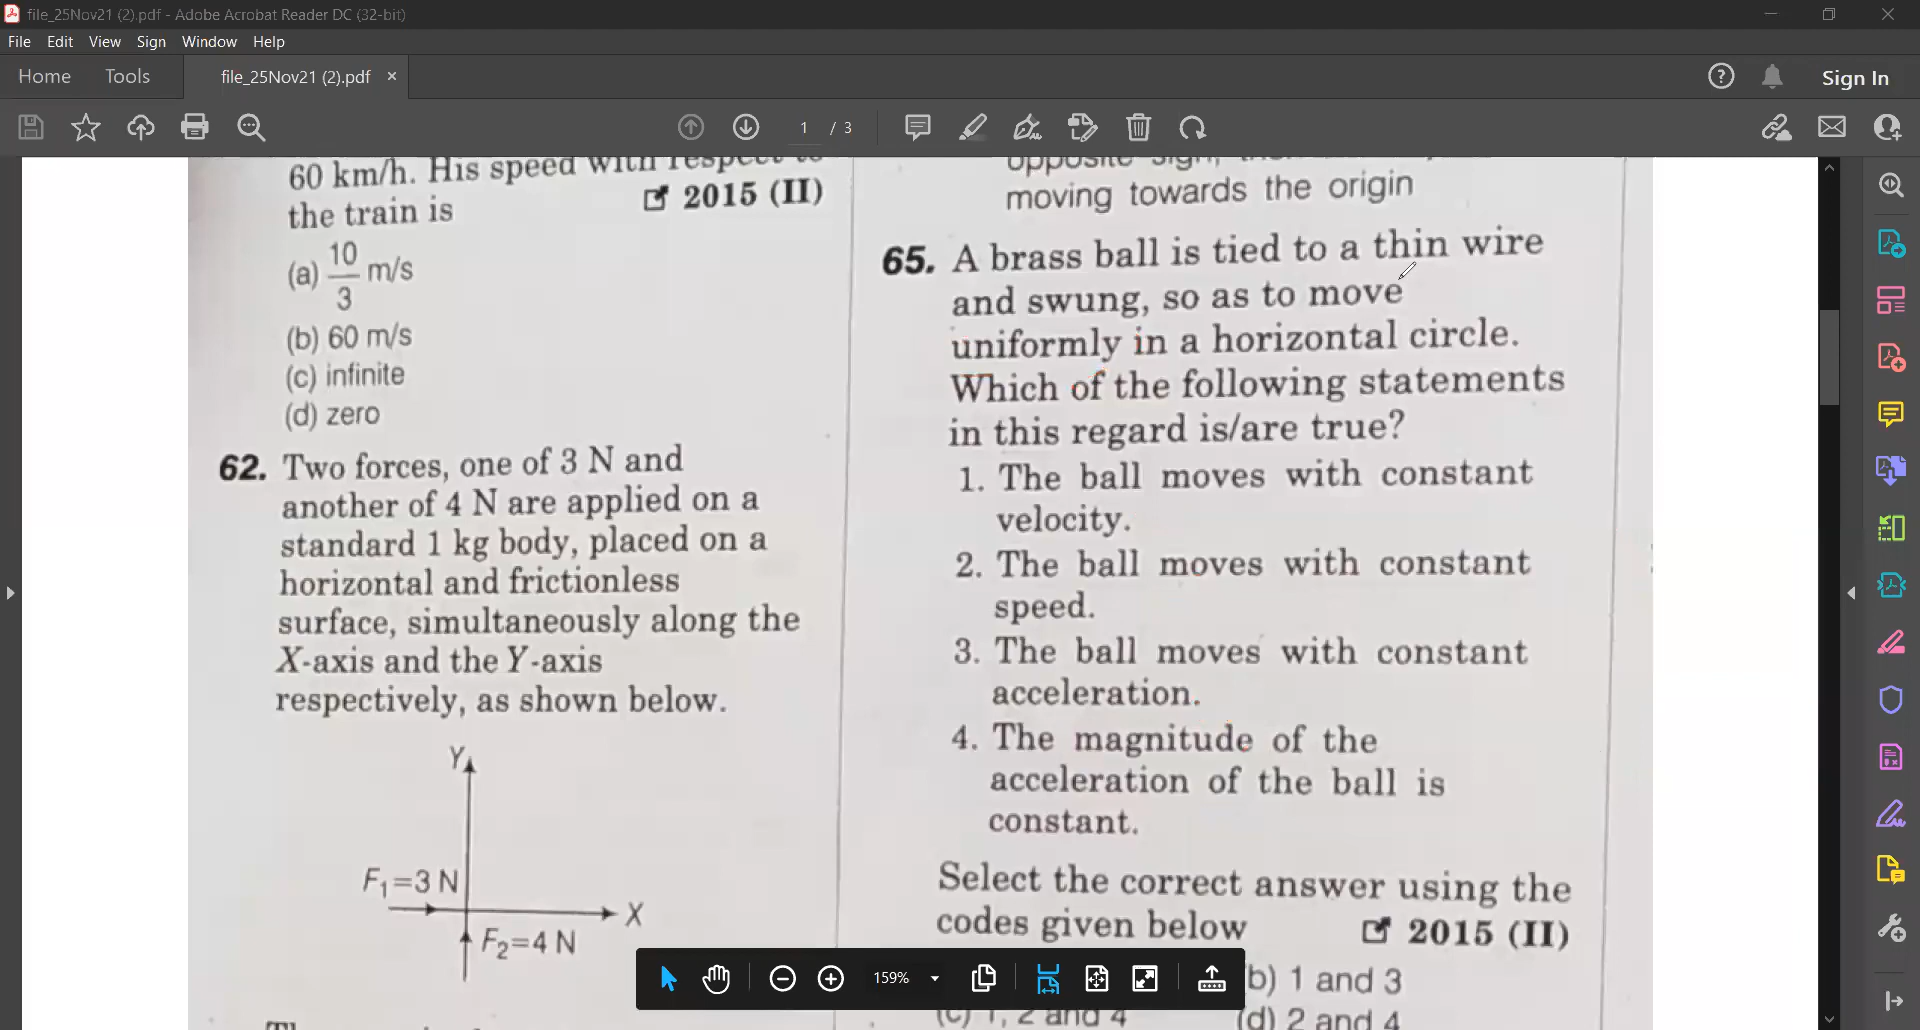 file_25Nov21 (2).pdf - Adobe Acrobat Reader DC (32-bit)
File Edit View Sign Window Help
Home Tools file_25Nov21 (2).pdf × Sign In
1 / 3
60 km/h. His speed with respect to
the train is 2015 (II)
(a) 10/3 m/s
(b) 60 m/s
(c) infinite
(d) zero
62. Two forces, one of 3 N and
another of 4 N are applied on a
standard 1 kg body, placed on a
horizontal and frictionless
surface, simultaneously along the
X-axis and the Y-axis
respectively, as shown below.
Y
F₁=3 N
X
F₂=4 N
opposite sign,
moving towards the origin
65. A brass ball is tied to a thin wire
and swung, so as to move
uniformly in a horizontal circle.
Which of the following statements
in this regard is/are true?
1. The ball moves with constant
velocity.
2. The ball moves with constant
speed.
3. The ball moves with constant
acceleration.
4. The magnitude of the
acceleration of the ball is
constant.
Select the correct answer using the
codes given below 2015 (II)
b) 1 and 3
(c) 1, 2 and 4 (d) 2 and 4
159%